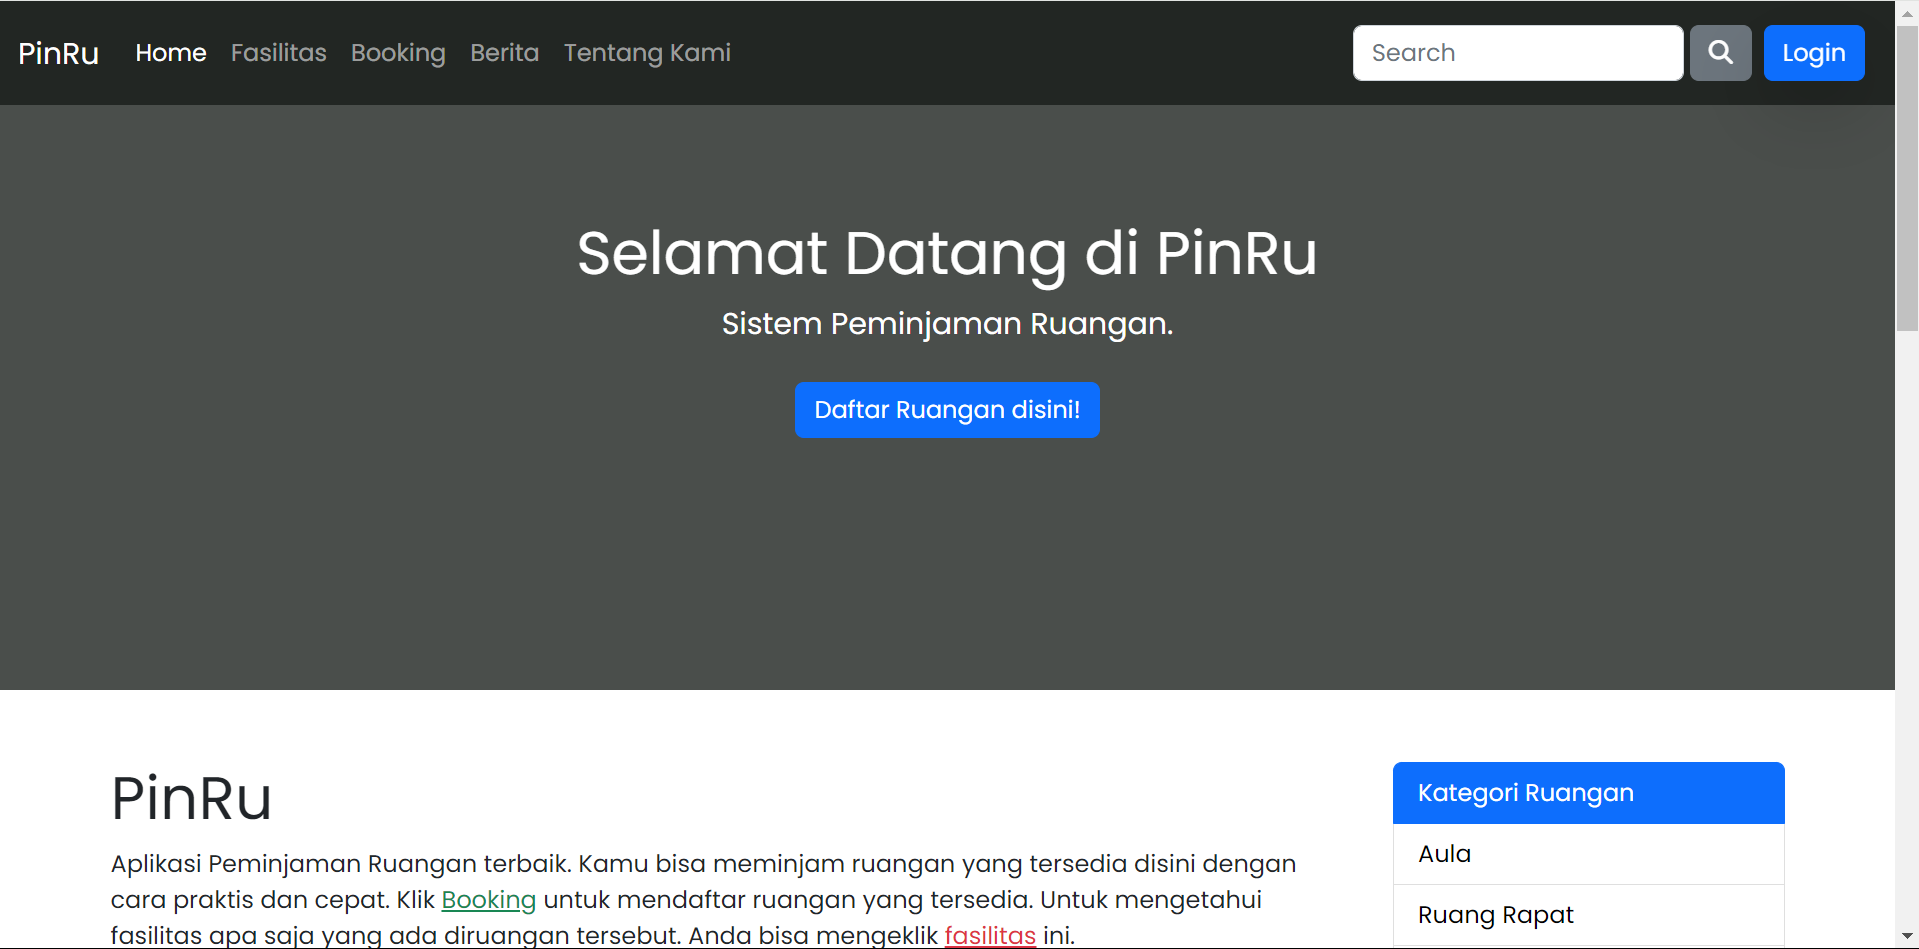 PinRu Home Fasilitas Booking Berita Tentang Kami Search Login
Selamat Datang di PinRu
Sistem Peminjaman Ruangan.
Daftar Ruangan disini!
PinRu
Aplikasi Peminjaman Ruangan terbaik. Kamu bisa meminjam ruangan yang tersedia disini dengan
cara praktis dan cepat. Klik Booking untuk mendaftar ruangan yang tersedia. Untuk mengetahui
fasilitas apa saja yang ada diruangan tersebut. Anda bisa mengeklik fasilitas ini.
Kategori Ruangan
Aula
Ruang Rapat